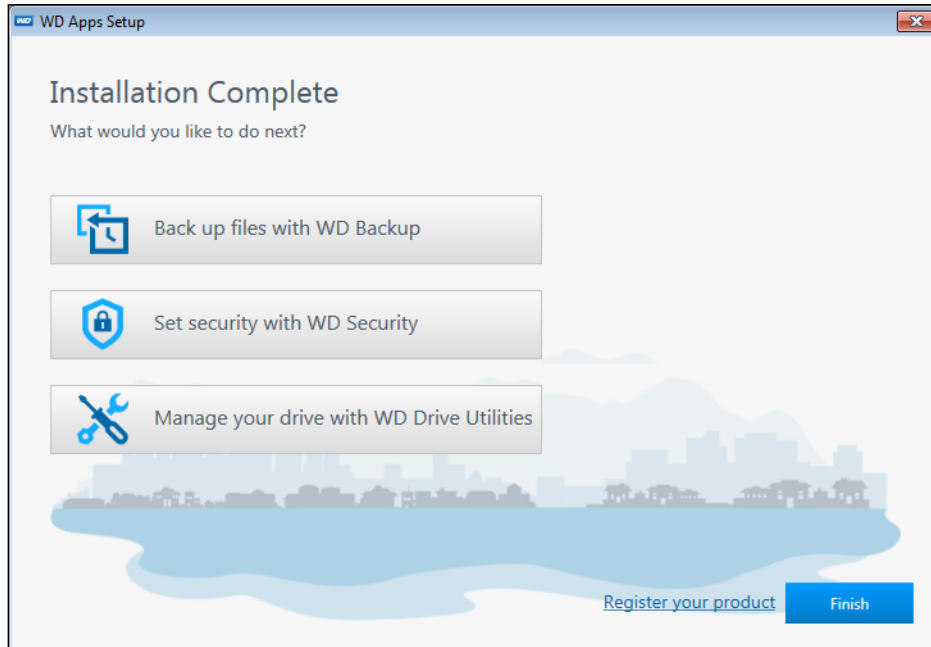 WD WD Apps Setup
Installation Complete
What would you like to do next?
Back up files with WD Backup
Set security with WD Security
Manage your drive with WD Drive Utilities
Register your product Finish